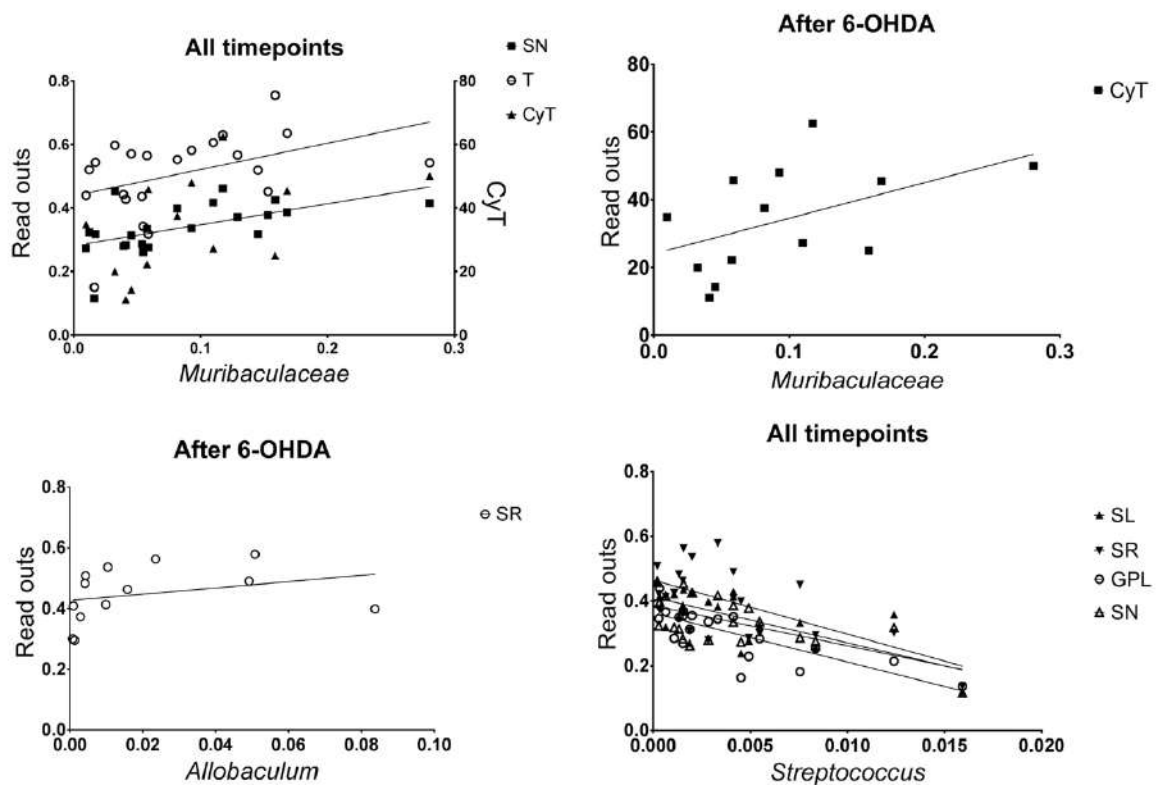 All timepoints
SN
T
CyT
0.8
0.6
0.4
0.2
0.0
Read outs
80
60
40
20
0
CyT
0.0
0.1
0.2
0.3
Muribaculaceae
After 6-OHDA
CyT
80
60
40
20
0
Read outs
0.0
0.1
0.2
0.3
Muribaculaceae
After 6-OHDA
SR
0.8
0.6
0.4
0.2
0.0
Read outs
0.00
0.02
0.04
0.06
0.08
0.10
Allobaculum
All timepoints
SL
SR
GPL
SN
0.8
0.6
0.4
0.2
0.0
Read outs
0.000
0.005
0.010
0.015
0.020
Streptococcus